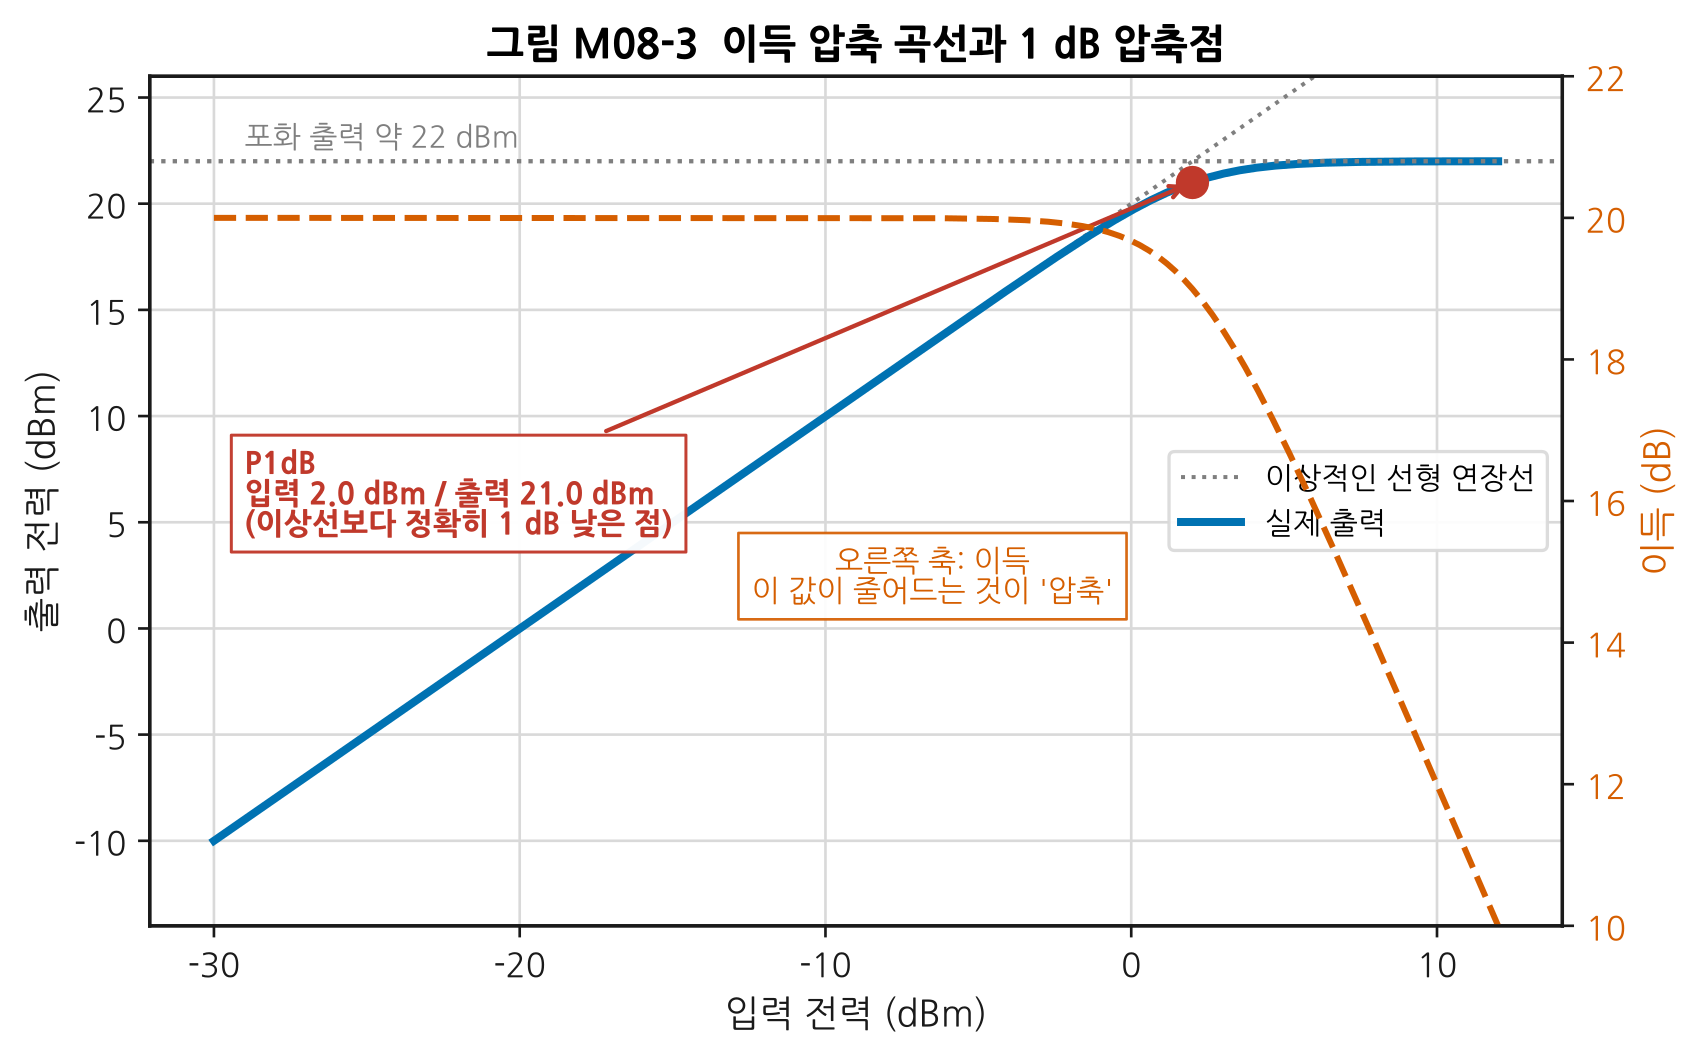 그림 M08-3  이득 압축 곡선과 1 dB 압축점
포화 출력 약 22 dBm
25
20
15
10
5
0
-5
-10
출력 전력 (dBm)
P1dB
입력 2.0 dBm / 출력 21.0 dBm
(이상선보다 정확히 1 dB 낮은 점)
오른쪽 축: 이득
이 값이 줄어드는 것이 '압축'
이상적인 선형 연장선
실제 출력
22
20
18
16
14
12
10
이득 (dB)
-30
-20
-10
0
10
입력 전력 (dBm)